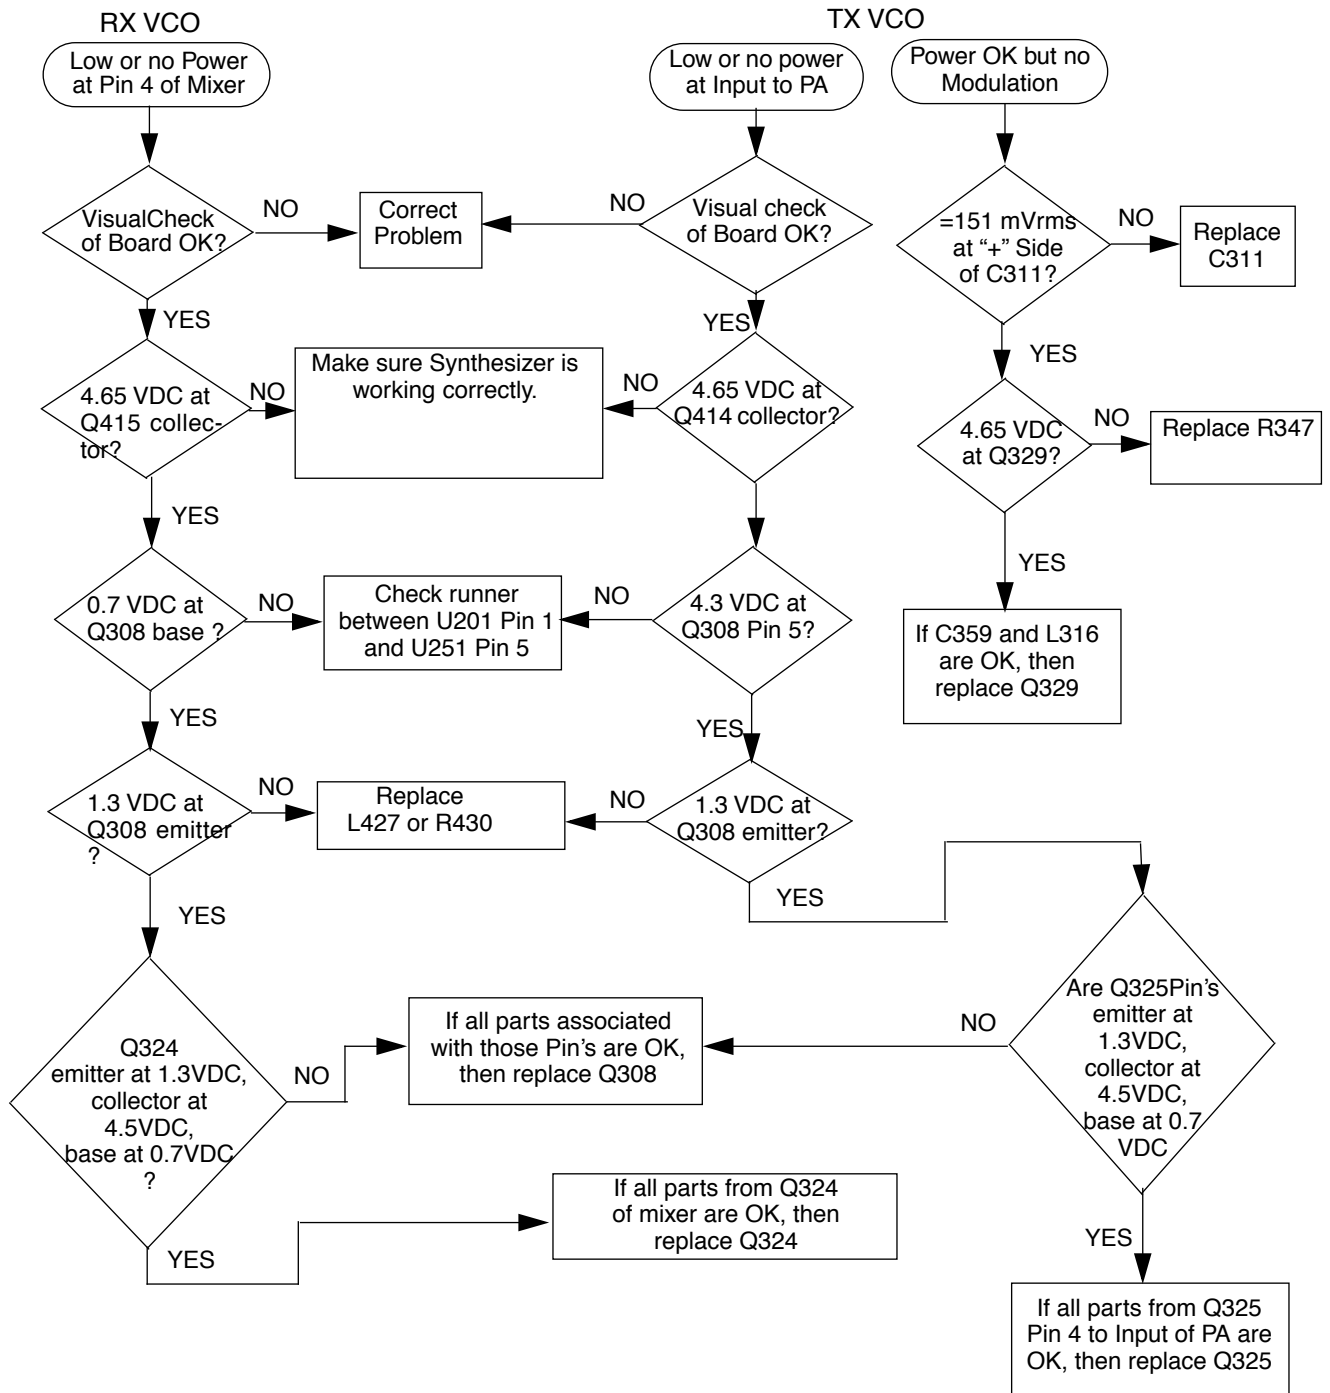 RX VCO
TX VCO
Low or no Power
at Pin 4 of Mixer
Low or no power
at Input to PA
Power OK but no
Modulation
VisualCheck
of Board OK?
NO
Correct
Problem
NO
Visual check
of Board OK?
=151 mVrms
at “+” Side
of C311?
NO
Replace
C311
YES
YES
YES
4.65 VDC at
Q415 collec-
tor?
NO
Make sure Synthesizer is
working correctly.
NO
4.65 VDC at
Q414 collector?
4.65 VDC
at Q329?
NO
Replace R347
YES
YES
0.7 VDC at
Q308 base ?
NO
Check runner
between U201 Pin 1
and U251 Pin 5
NO
4.3 VDC at
Q308 Pin 5?
If C359 and L316
are OK, then
replace Q329
YES
YES
1.3 VDC at
Q308 emitter
?
NO
Replace
L427 or R430
NO
1.3 VDC at
Q308 emitter?
YES
YES
Q324
emitter at 1.3VDC,
collector at
4.5VDC,
base at 0.7VDC
?
NO
If all parts associated
with those Pin’s are OK,
then replace Q308
NO
Are Q325Pin’s
emitter at
1.3VDC,
collector at
4.5VDC,
base at 0.7
VDC
YES
If all parts from Q324
of mixer are OK, then
replace Q324
YES
If all parts from Q325
Pin 4 to Input of PA are
OK, then replace Q325